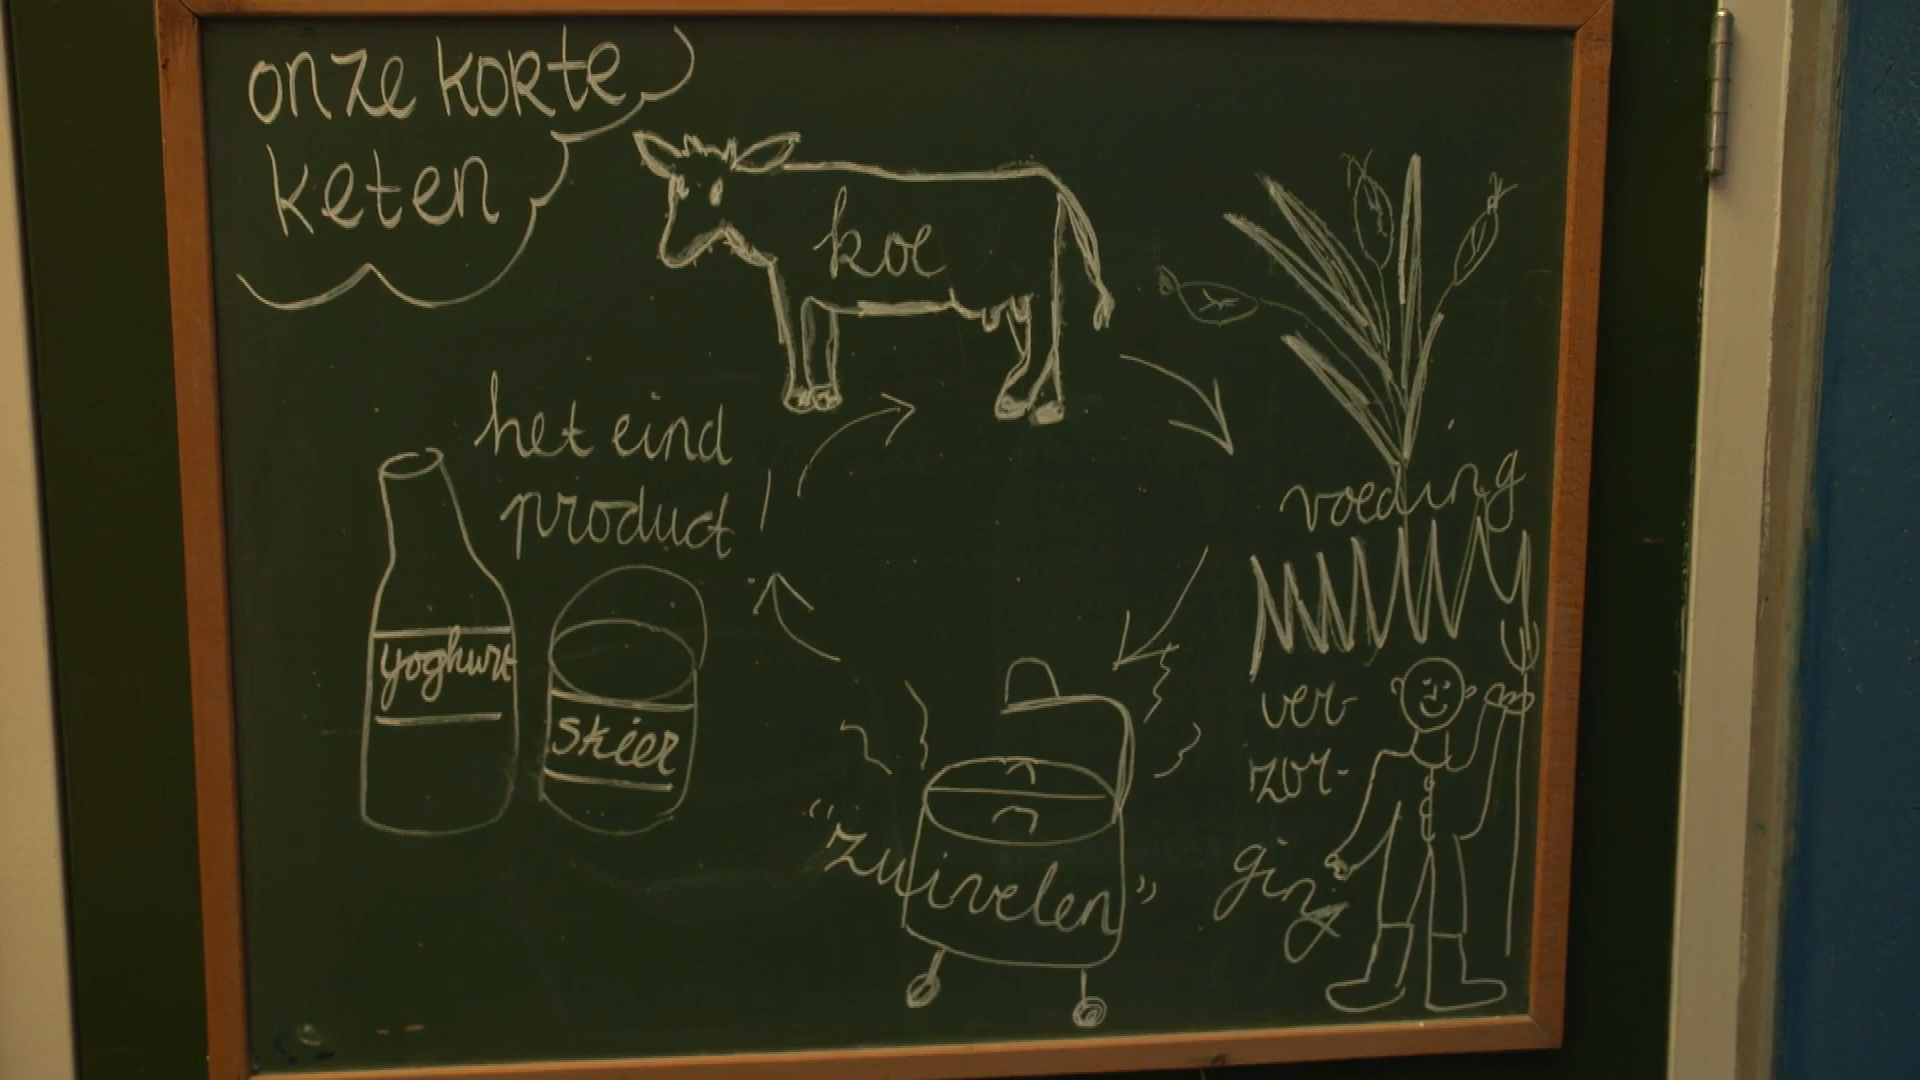 onze korte
keten
koe
voeding
ver-
zor-
ging
"zuivelen"
het eind
product
yoghurt
skier